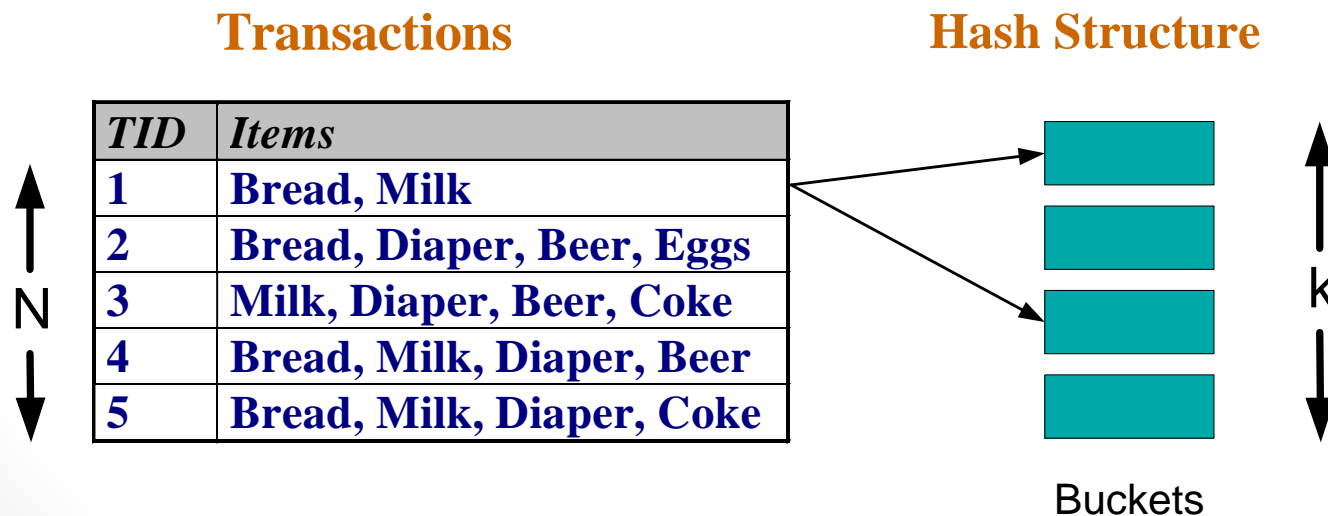 Transactions
Hash Structure
TID Items
1 Bread, Milk
2 Bread, Diaper, Beer, Eggs
3 Milk, Diaper, Beer, Coke
4 Bread, Milk, Diaper, Beer
5 Bread, Milk, Diaper, Coke
N
k
Buckets